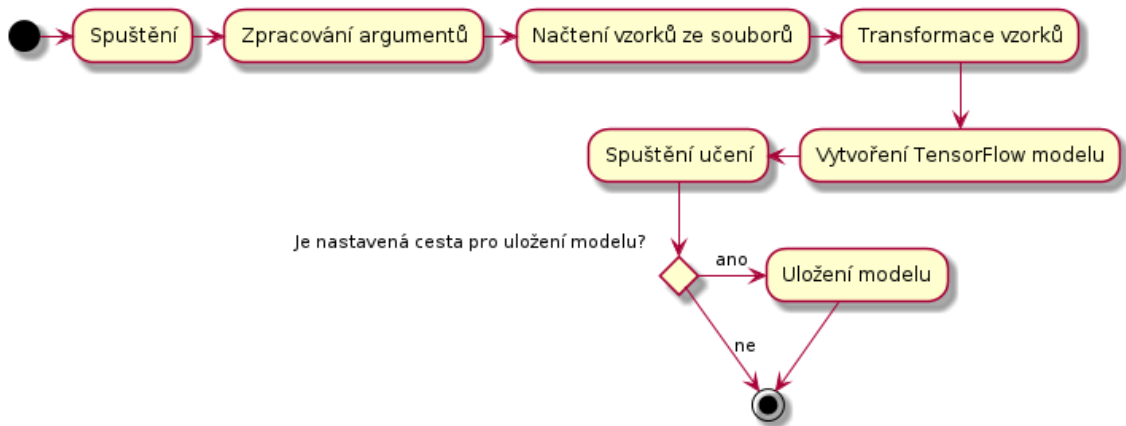 Spuštění
Zpracování argumentů
Načtení vzorků ze souborů
Transformace vzorků
Spuštění učení
Vytvoření TensorFlow modelu
Je nastavená cesta pro uložení modelu?
ano
Uložení modelu
ne